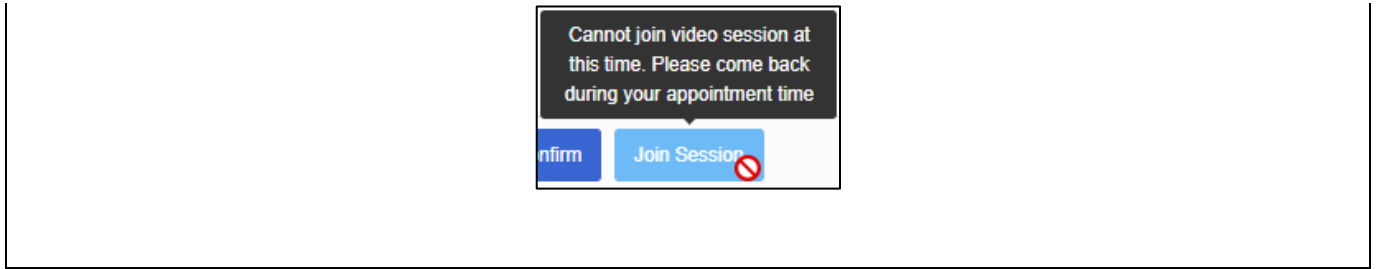 Cannot join video session at
this time. Please come back
during your appointment time
nfirm Join Session